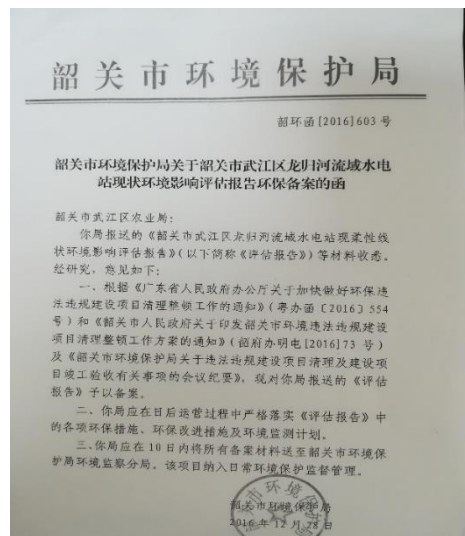 韶关市环境保护局
韶环函[2016]603 号
韶关市环境保护局关于韶关市武江区龙归河流域水电
站现状环境影响评估报告环保备案的函
韶关市武江区农业局:
你局报送的《韶关市武江区龙归河流域水电站现柔性线
状环境影响评估报告》(以下简称《评估报告》)等材料收悉。
经研究,意见如下:
一、根据《广东省人民政府办公厅关于加快做好环保违
法违规建设项目清理整顿工作的通知》(粤办函〔2016〕554
号)和《韶关市人民政府关于印发韶关市环境违法违规建设
项目清理整顿工作方案的通知》(韶府办明电[2016]73 号)
及《韶关市环境保护局关于违法违规建设项目清理及建设项
目竣工验收有关事项的会议纪要》,现对你局报送的《评估
报告》予以备案。
二、你局应在日后运营过程中严格落实《评估报告》中
的各项环保措施、环保改进措施及环境监测计划。
三、你局应在 10 日内将所有备案材料送至韶关市环境保
护局环境监察分局。该项目纳入日常环境保护监督管理。
韶关市环境保护局
2016 年 12 月 28 日